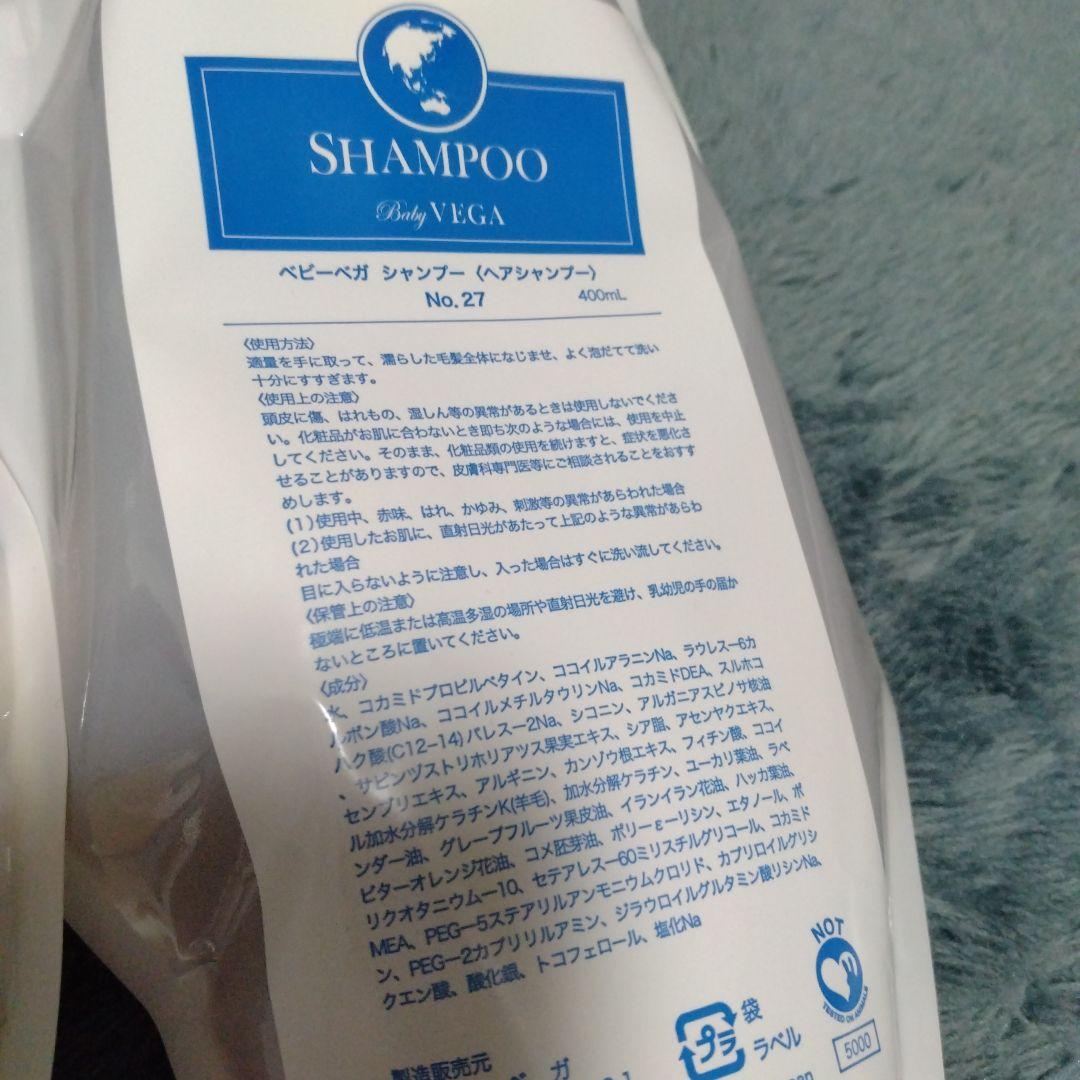 SHAMPOO
Baby VEGA
ベビーベガ シャンプー〈ヘアシャンプー〉
No.27 400mL
〈使用方法〉
適量を手に取って、濡らした毛髪全体になじませ、よく泡だてて洗い
十分にすすぎます。
〈使用上の注意〉
頭皮に傷、はれもの、湿しん等の異常があるときは使用しないでくださ
い。化粧品がお肌に合わないとき即ち次のような場合には、使用を中止
してください。そのまま、化粧品類の使用を続けますと、症状を悪化さ
せることがありますので、皮膚科専門医等にご相談されることをおすす
めします。
(1)使用中、赤味、はれ、かゆみ、刺激等の異常があらわれた場合
(2)使用したお肌に、直射日光があたって上記のような異常があらわ
れた場合
目に入らないように注意し、入った場合はすぐに洗い流してください。
〈保管上の注意〉
極端に低温または高温多湿の場所や直射日光を避け、乳幼児の手の届か
ないところに置いてください。
〈成分〉
水、コカミドプロピルベタイン、ココイルアラニンNa、ラウレス－6カ
ルボン酸Na、ココイルメチルタウリンNa、コカミドDEA、スルホコ
ハク酸(C12-14)パレス－2Na、シコニン、アルガニアスピノサ核油
、サピンヅストリホリアツス果実エキス、シア脂、アセンヤクエキス、
センブリエキス、アルギニン、カンゾウ根エキス、フィチン酸、ココイ
ル加水分解ケラチンK(羊毛)、加水分解ケラチン、ユーカリ葉油、ラベ
ンダー油、グレープフルーツ果皮油、イランイラン花油、ハッカ葉油、
ビターオレンジ花油、コメ胚芽油、ポリε－リシン、エタノール、ポ
リクオタニウム－10、セテアレス－60ミリスチルグリコール、コカミド
MEA、PEG－5ステアリルアンモニウムクロリド、カプリロイルグリシ
ン、PEG－2カプリリルアミン、ジラウロイルグルタミン酸リシンNa、
クエン酸、酸化銀、トコフェロール、塩化Na
NOT
TESTED ON ANIMALS
プラ
袋
ラベル
5000
製造販売元
ベガ